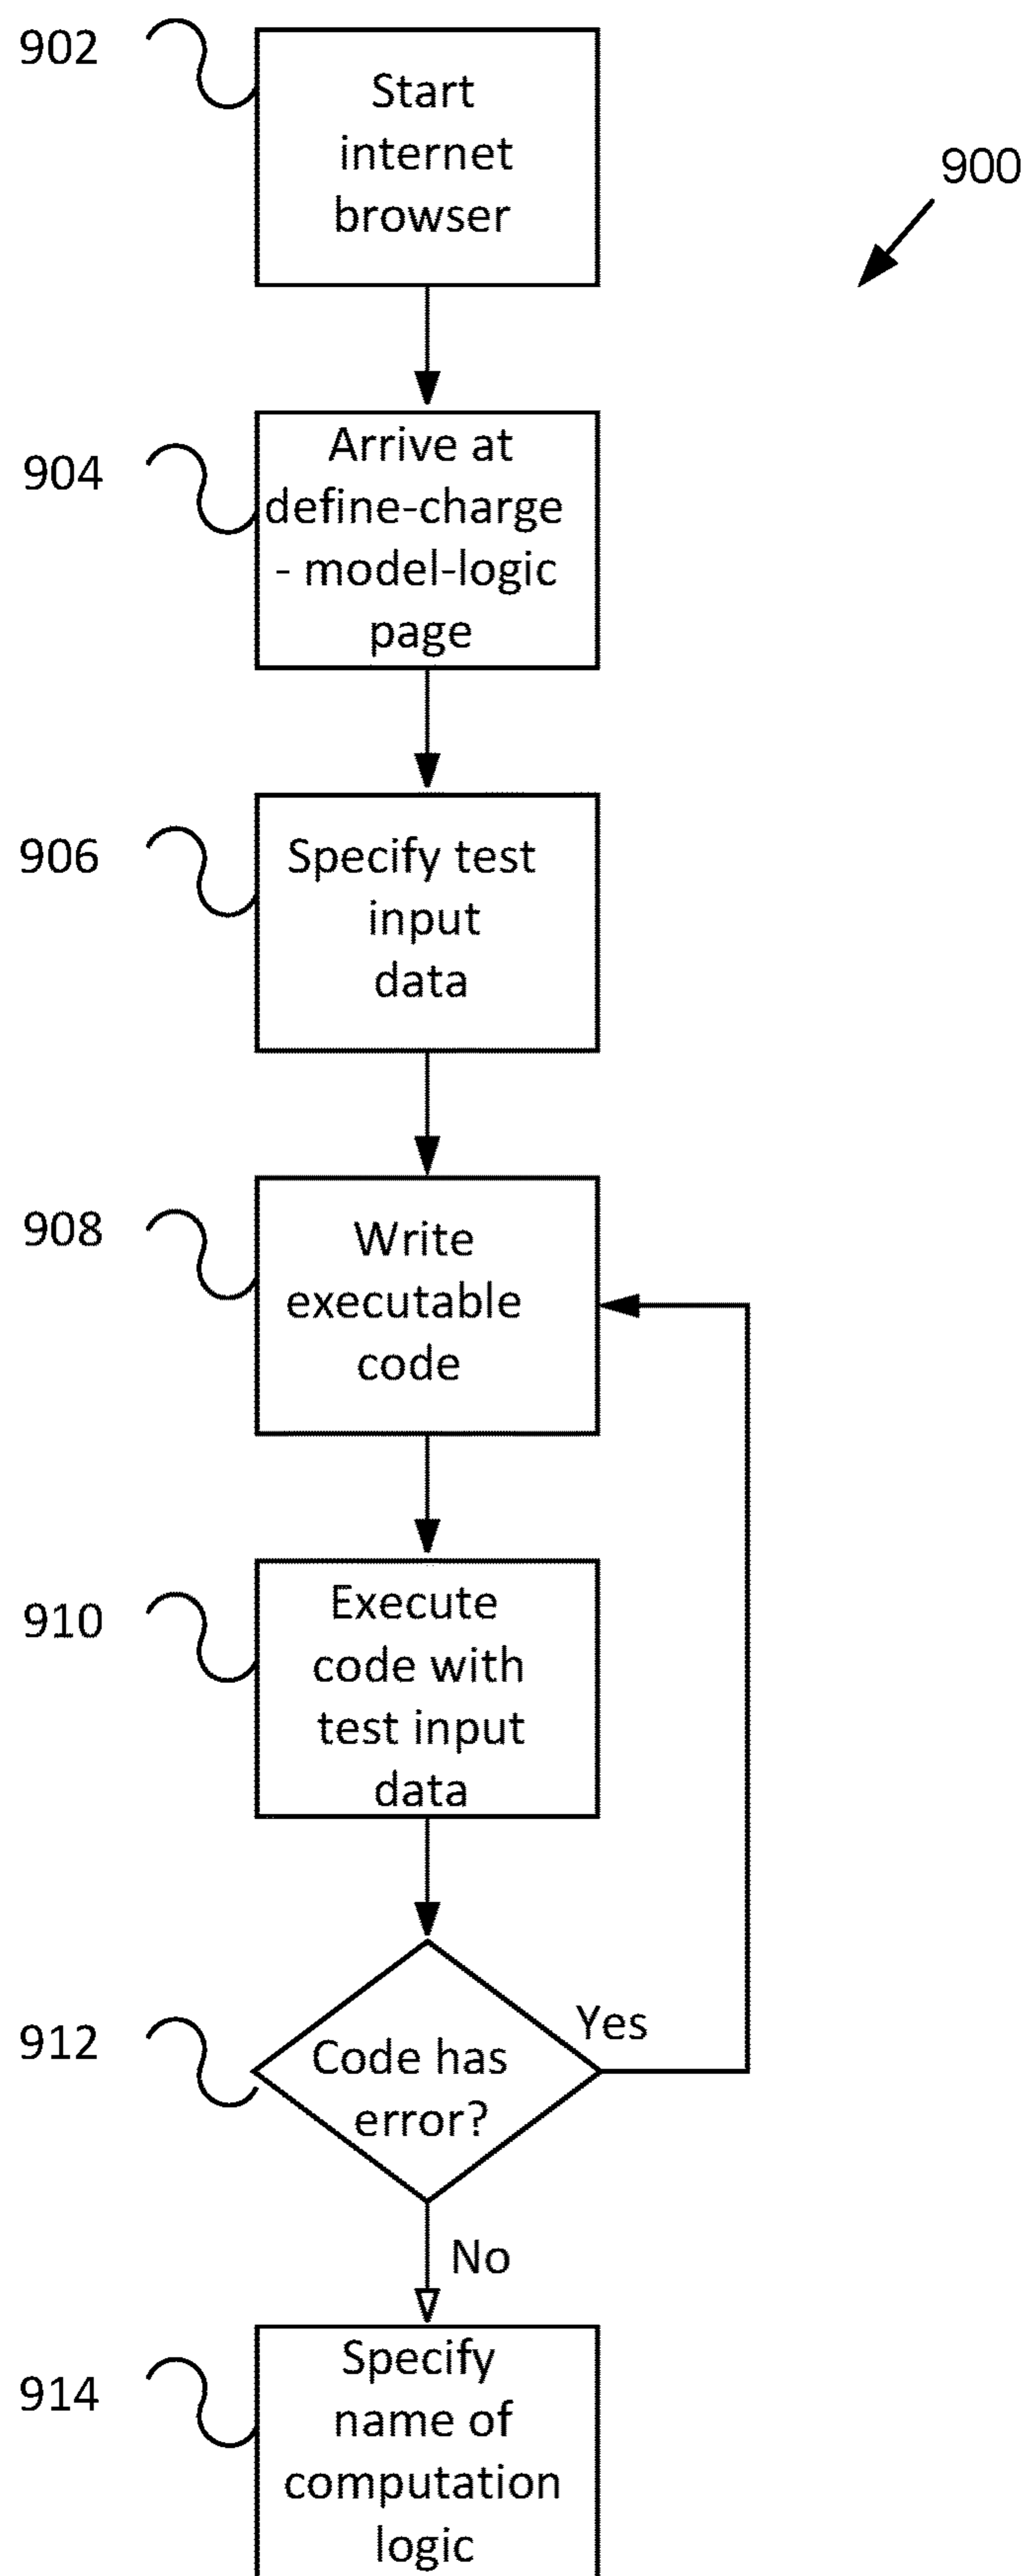 902
Start
internet
browser
900
904
Arrive at
define-charge
- model-logic
page
906
Specify test
input
data
908
Write
executable
code
910
Execute
code with
test input
data
912
Code has
error?
Yes
No
914
Specify
name of
computation
logic